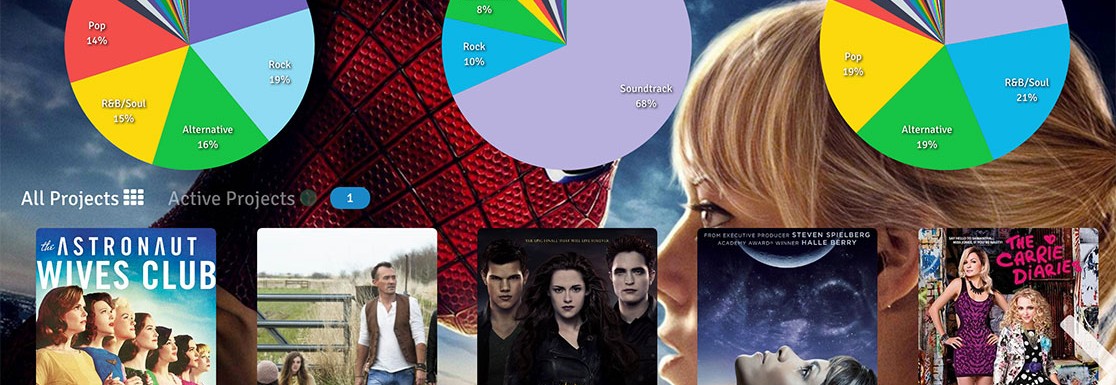 Pop
14%
Rock
19%
R&B/Soul
15%
Alternative
16%
8%
Rock
10%
Soundtrack
68%
Pop
19%
R&B/Soul
21%
Alternative
19%
All Projects
Active Projects
1
the ASTRONAUT
WIVES CLUB
THE EPIC FINALE THAT WILL LIVE FOREVER
FROM EXECUTIVE PRODUCER STEVEN SPIELBERG
ACADEMY AWARD® WINNER HALLE BERRY
THE
CARRIE
DIARIES